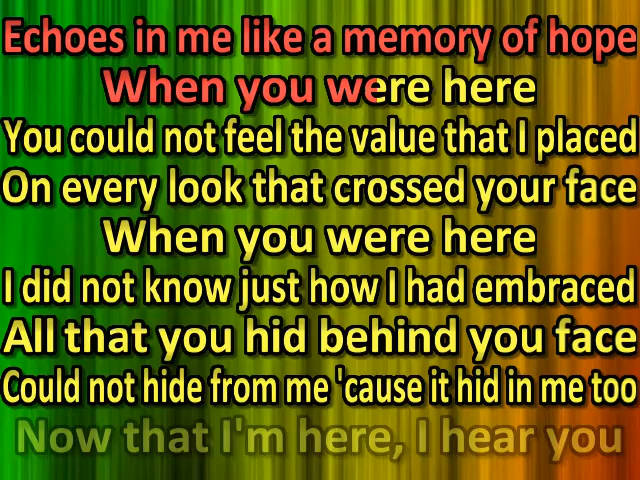 Echoes in me like a memory of hope
When you were here
You could not feel the value that I placed
On every look that crossed your face
When you were here
I did not know just how I had embraced
All that you hid behind you face
Could not hide from me 'cause it hid in me too
Now that I'm here, I hear you